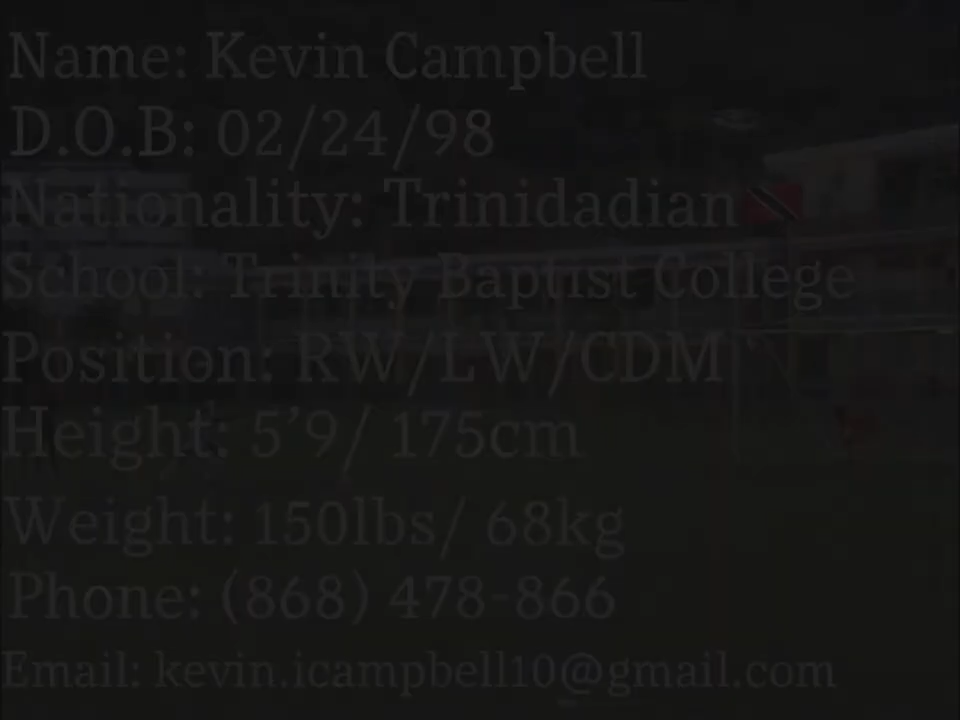 Name: Kevin Campbell
D.O.B: 02/24/98
Nationality: Trinidadian
School: Trinity Baptist College
Position: RW/LW/CDM
Height: 5’9/ 175cm
Weight: 150lbs/ 68kg
Phone: (868) 478-866
Email: kevin.icampbell10@gmail.com